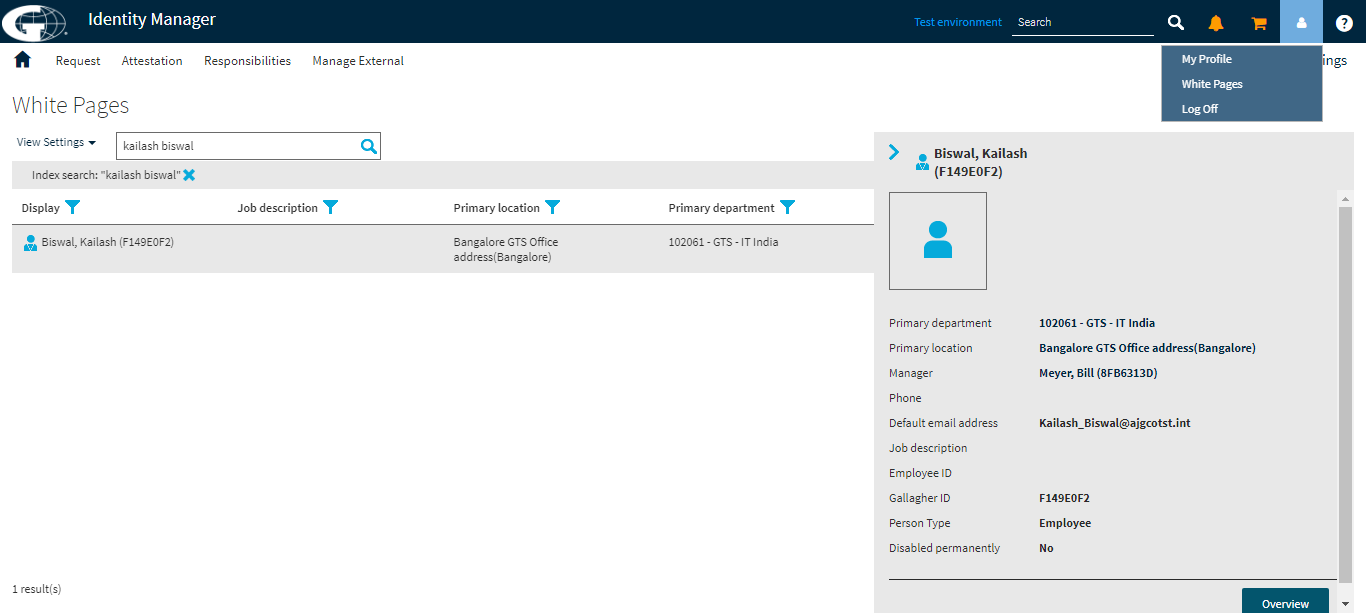 Identity Manager
Test environment
Search
?
Request
Attestation
Responsibilities
Manage External
ings
My Profile
White Pages
Log Off
White Pages
View Settings
kailash biswal
Index search: "kailash biswal"
Display
Job description
Primary location
Primary department
Biswal, Kailash (F149E0F2)
Bangalore GTS Office
address(Bangalore)
102061 - GTS - IT India
1 result(s)
Biswal, Kailash
(F149E0F2)
Primary department 102061 - GTS - IT India
Primary location Bangalore GTS Office address(Bangalore)
Manager Meyer, Bill (8FB6313D)
Phone
Default email address Kailash_Biswal@ajgcotst.int
Job description
Employee ID
Gallagher ID F149E0F2
Person Type Employee
Disabled permanently No
Overview